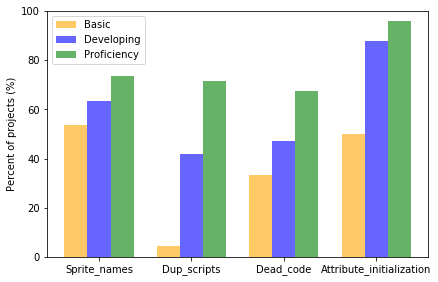 Basic
Developing
Proficiency
Percent of projects (%)
100
80
60
40
20
0
Sprite_names Dup_scripts Dead_code Attribute_initialization